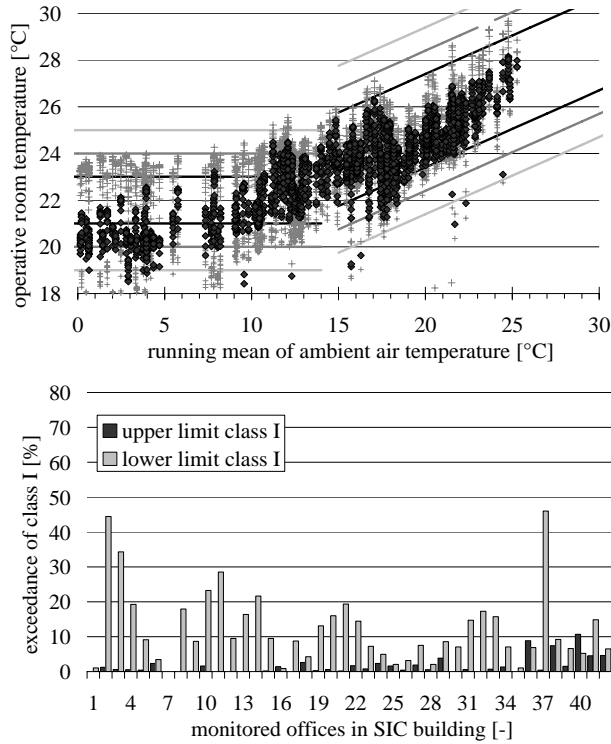 operative room temperature [°C]
30
28
26
24
22
20
18
0 5 10 15 20 25 30
running mean of ambient air temperature [°C]
exceedance of class I [%]
80
70
60
50
40
30
20
10
0
upper limit class I
lower limit class I
1 4 7 10 13 16 19 22 25 28 31 34 37 40
monitored offices in SIC building [-]